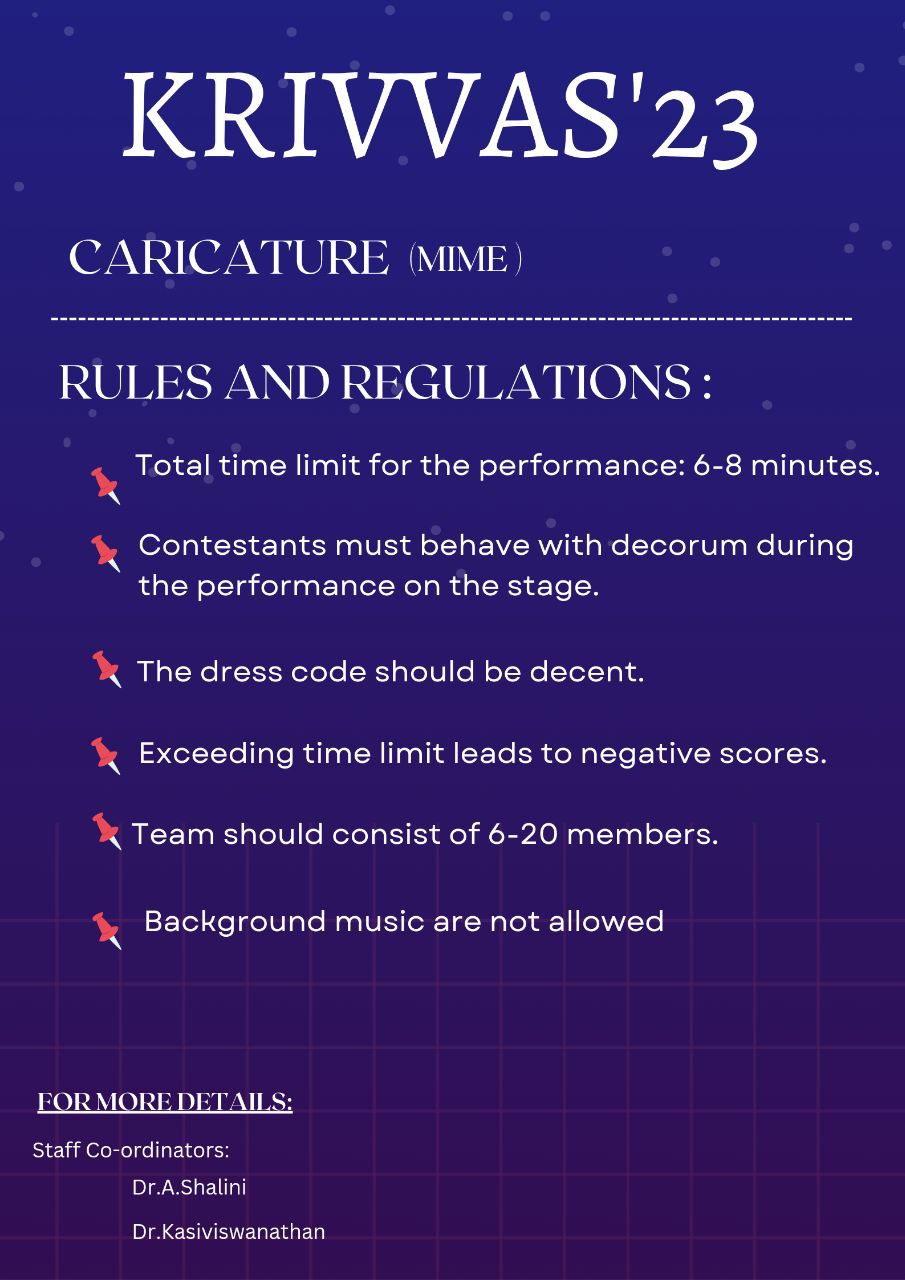 KRIVVAS'23
CARICATURE (MIME )
--------------------------------------------------------------------------------------------
RULES AND REGULATIONS :
Total time limit for the performance: 6-8 minutes.
Contestants must behave with decorum during
the performance on the stage.
The dress code should be decent.
Exceeding time limit leads to negative scores.
Team should consist of 6-20 members.
Background music are not allowed
FOR MORE DETAILS:
Staff Co-ordinators:
Dr.A.Shalini
Dr.Kasiviswanathan